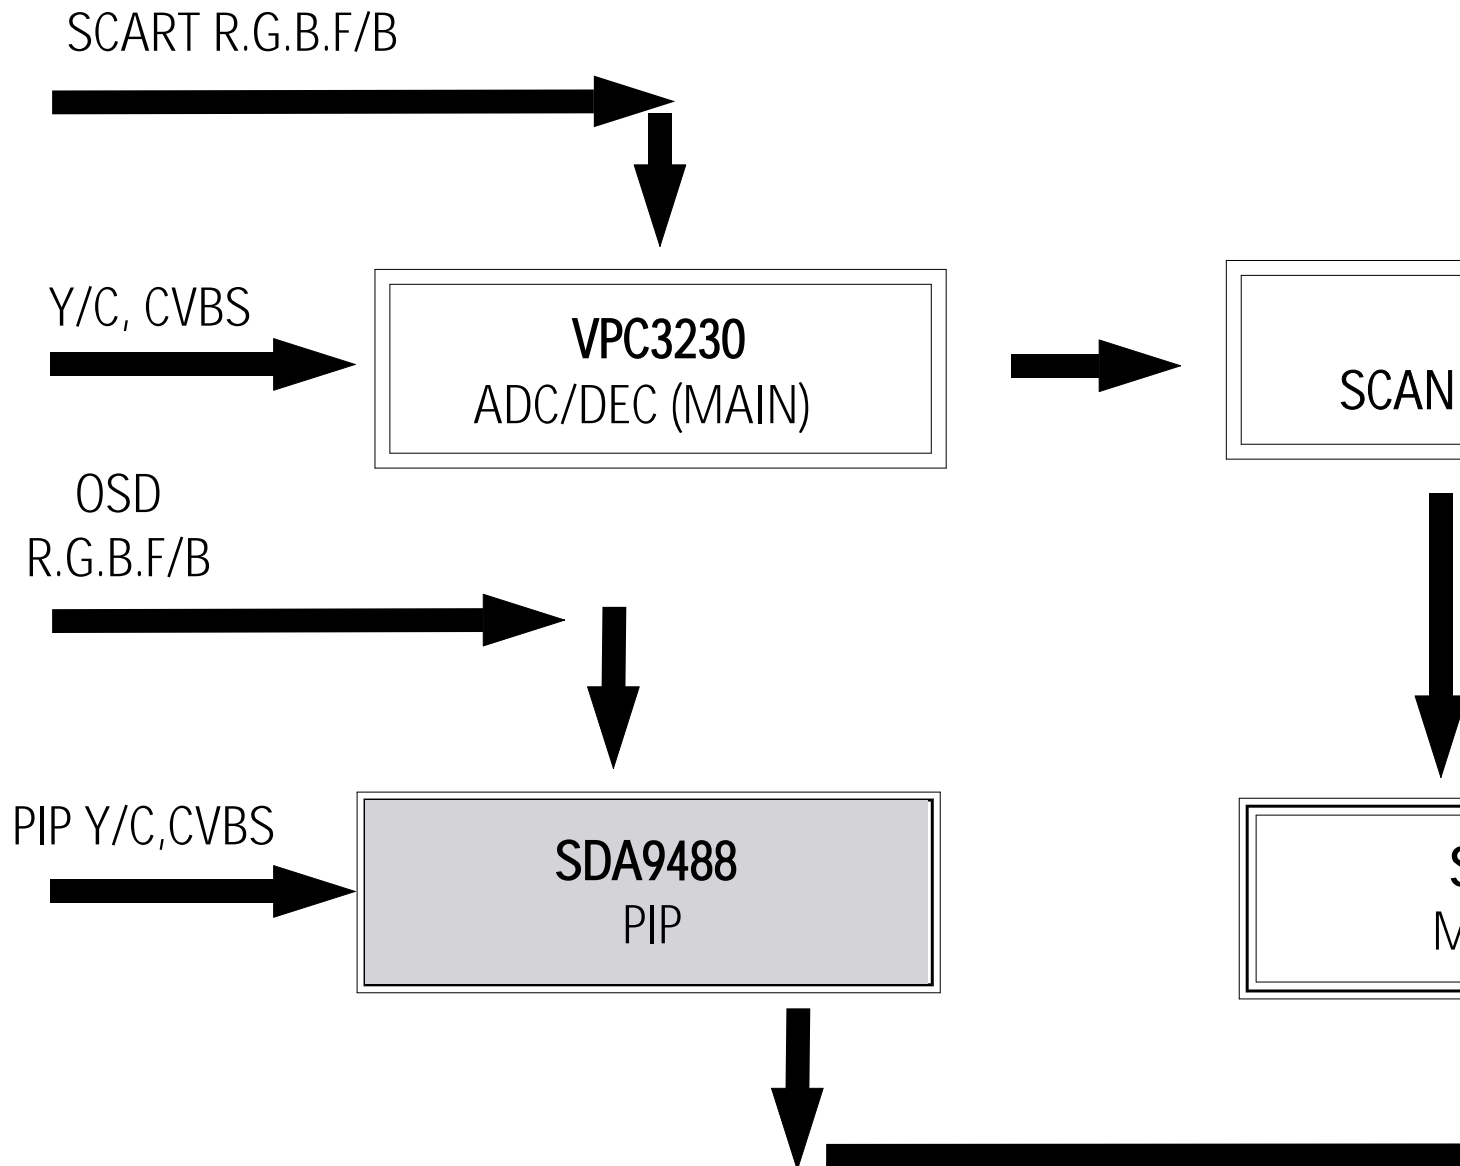 SCART R.G.B.F/B
Y/C, CVBS
VPC3230
ADC/DEC (MAIN)
SCAN
OSD
R.G.B.F/B
PIP Y/C,CVBS
SDA9488
PIP